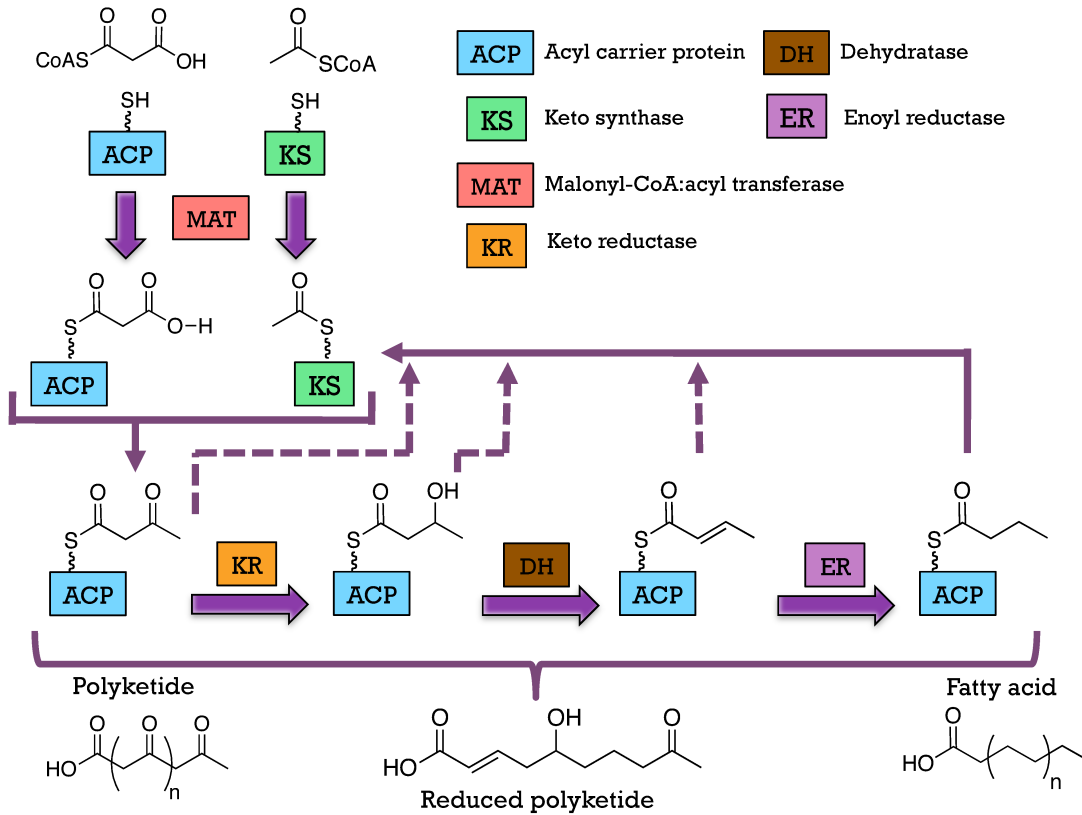 O O O
CoAS OH SCoA
ACP Acyl carrier protein DH Dehydratase
SH SH
KS Keto synthase ER Enoyl reductase
ACP KS
MAT Malonyl-CoA:acyl transferase
MAT
KR Keto reductase
O O O
S O-H S
ACP KS
O O O OH O O
S S S S
KR DH ER
ACP ACP ACP ACP
Polyketide Fatty acid
O O O OH O O
HO n HO HO n
Reduced polyketide